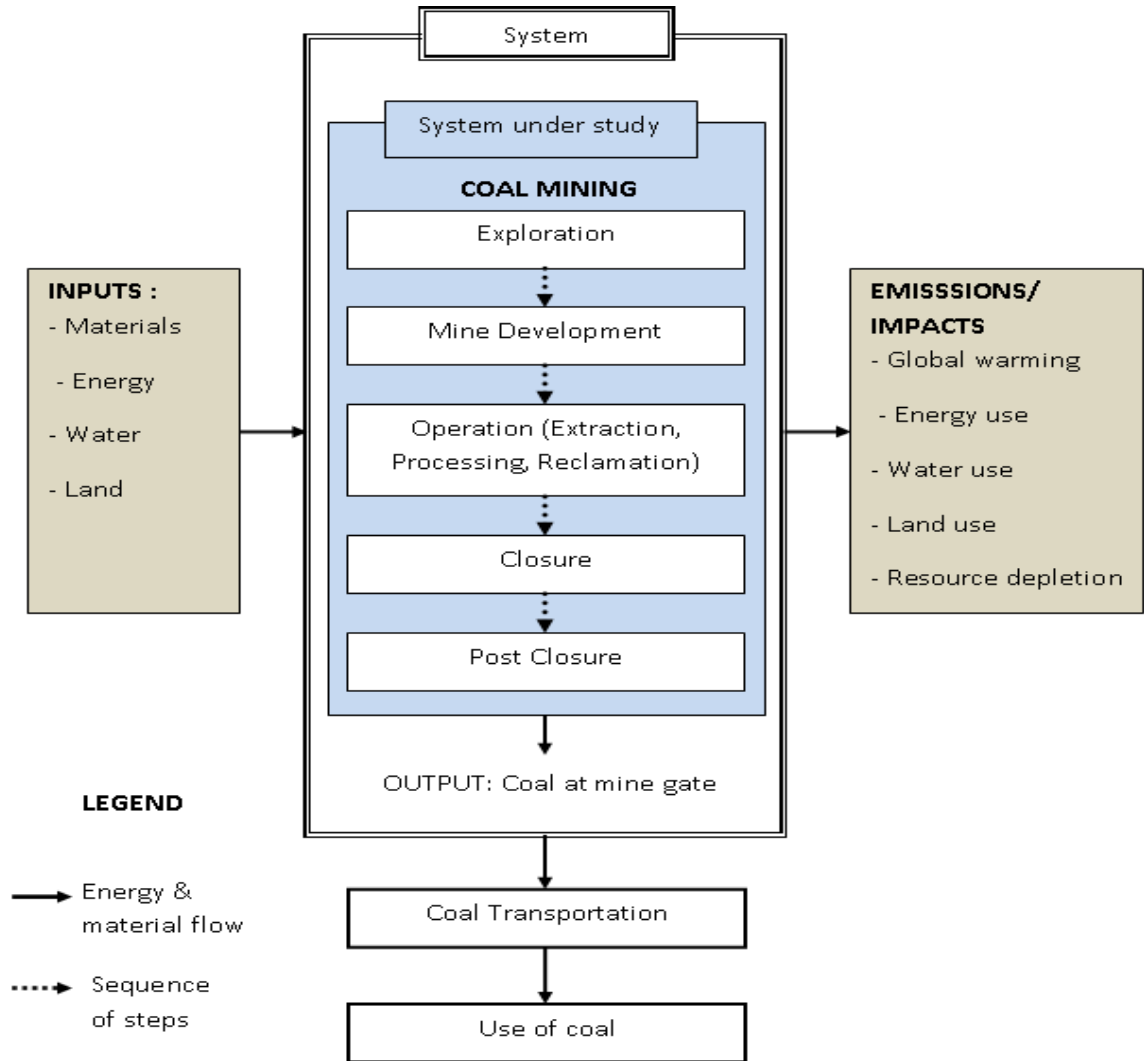 System
System under study
COAL MINING
Exploration
Mine Development
Operation (Extraction,
Processing, Reclamation)
Closure
Post Closure
OUTPUT: Coal at mine gate
INPUTS :
- Materials
- Energy
- Water
- Land
EMISSSIONS/
IMPACTS
- Global warming
- Energy use
- Water use
- Land use
- Resource depletion
Coal Transportation
Use of coal
LEGEND
Energy &
material flow
Sequence
of steps